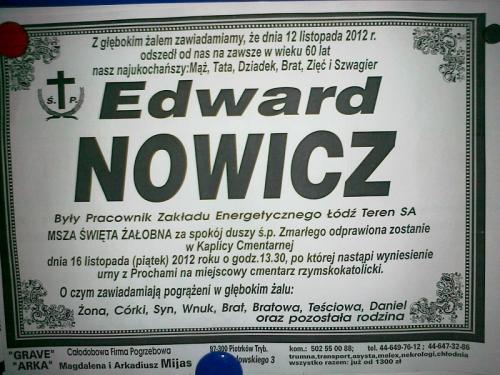 Z głębokim żalem zawiadamiamy, że dnia 12 listopada 2012 r.
odszedł od nas na zawsze w wieku 60 lat
nasz najukochańszy:Mąż, Tata, Dziadek, Brat, Zięć i Szwagier
Ś. P.
Edward
NOWICZ
Były Pracownik Zakładu Energetycznego Łódź Teren SA
MSZA ŚWIĘTA ŻAŁOBNA za spokój duszy ś.p. Zmarłego odprawiona zostanie
w Kaplicy Cmentarnej
dnia 16 listopada (piątek) 2012 roku o godz.13.30, po której nastąpi wyniesienie
urny z Prochami na miejscowy cmentarz rzymskokatolicki.
O czym zawiadamiają pogrążeni w głębokim żalu:
Żona, Córki, Syn, Wnuk, Brat, Bratowa, Teściowa, Daniel
oraz pozostała rodzina
"GRAVE" Całodobowa Firma Pogrzebowa
"ARKA" Magdalena i Arkadiusz Mijas
97-300 Piotrków Tryb.
3
kom.: 502 55 00 88; tel. 44-649-76-12 ; 44-647-32-86
trumna,transport,asysta,melex,nekrologi,chłodnia
wszystko razem: już od 1300 zł